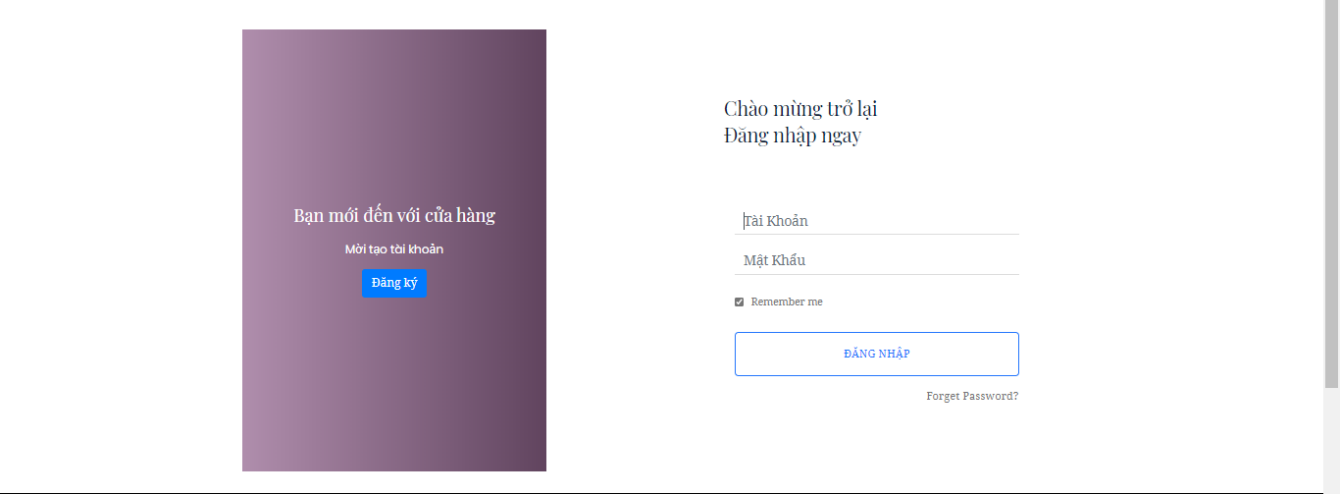 Bạn mới đến với cửa hàng
Mời tạo tài khoản
Đăng ký
Chào mừng trở lại
Đăng nhập ngay
Tài Khoản
Mật Khẩu
Remember me
ĐĂNG NHẬP
Forget Password?